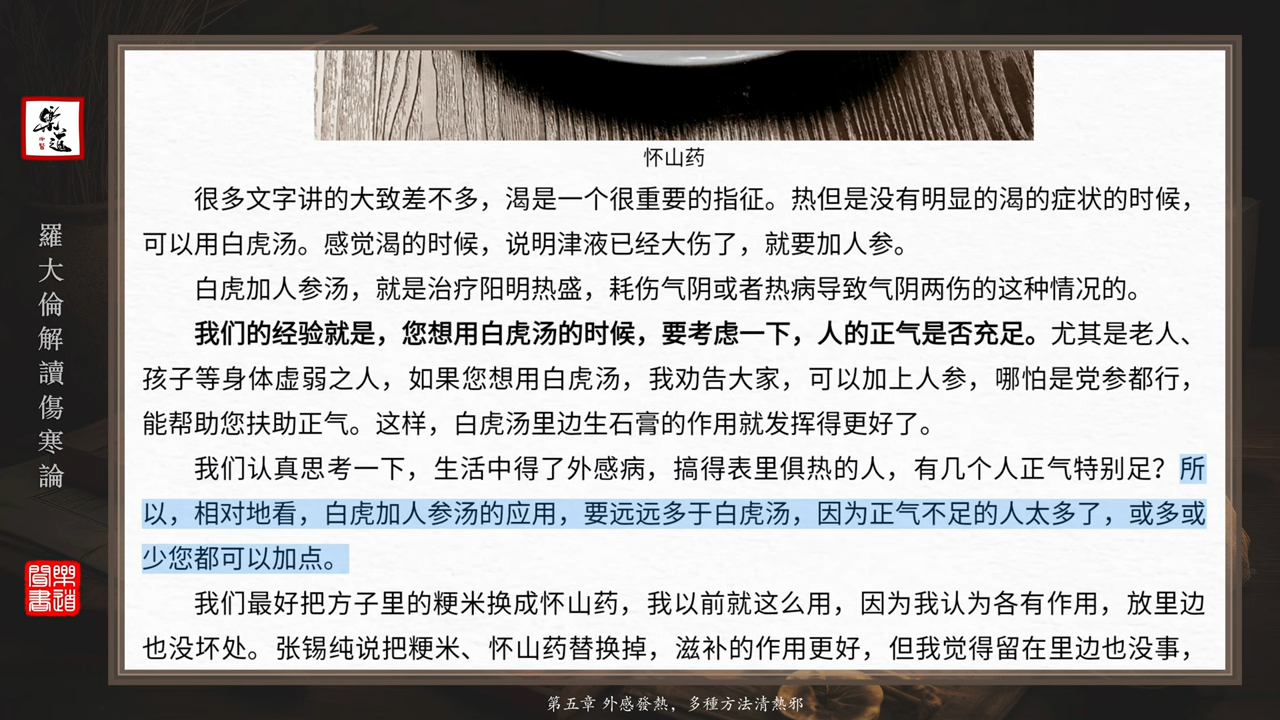 樂道
中醫
羅大倫解讀傷寒論
樂道
聞書
怀山药
很多文字讲的大致差不多，渴是一个很重要的指征。热但是没有明显的渴的症状的时候，
可以用白虎汤。感觉渴的时候，说明津液已经大伤了，就要加人参。
白虎加人参汤，就是治疗阳明热盛，耗伤气阴或者热病导致气阴两伤的这种情况的。
我们的经验就是，您想用白虎汤的时候，要考虑一下，人的正气是否充足。尤其是老人、
孩子等身体虚弱之人，如果您想用白虎汤，我劝告大家，可以加上人参，哪怕是党参都行，
能帮助您扶助正气。这样，白虎汤里边生石膏的作用就发挥得更好了。
我们认真思考一下，生活中得了外感病，搞得表里俱热的人，有几个人正气特别足？所
以，相对地看，白虎加人参汤的应用，要远远多于白虎汤，因为正气不足的人太多了，或多或
少您都可以加点。
我们最好把方子里的粳米换成怀山药，我以前就这么用，因为我认为各有作用，放里边
也没坏处。张锡纯说把粳米、怀山药替换掉，滋补的作用更好，但我觉得留在里边也没事，
第五章 外感發熱，多種方法清熱邪